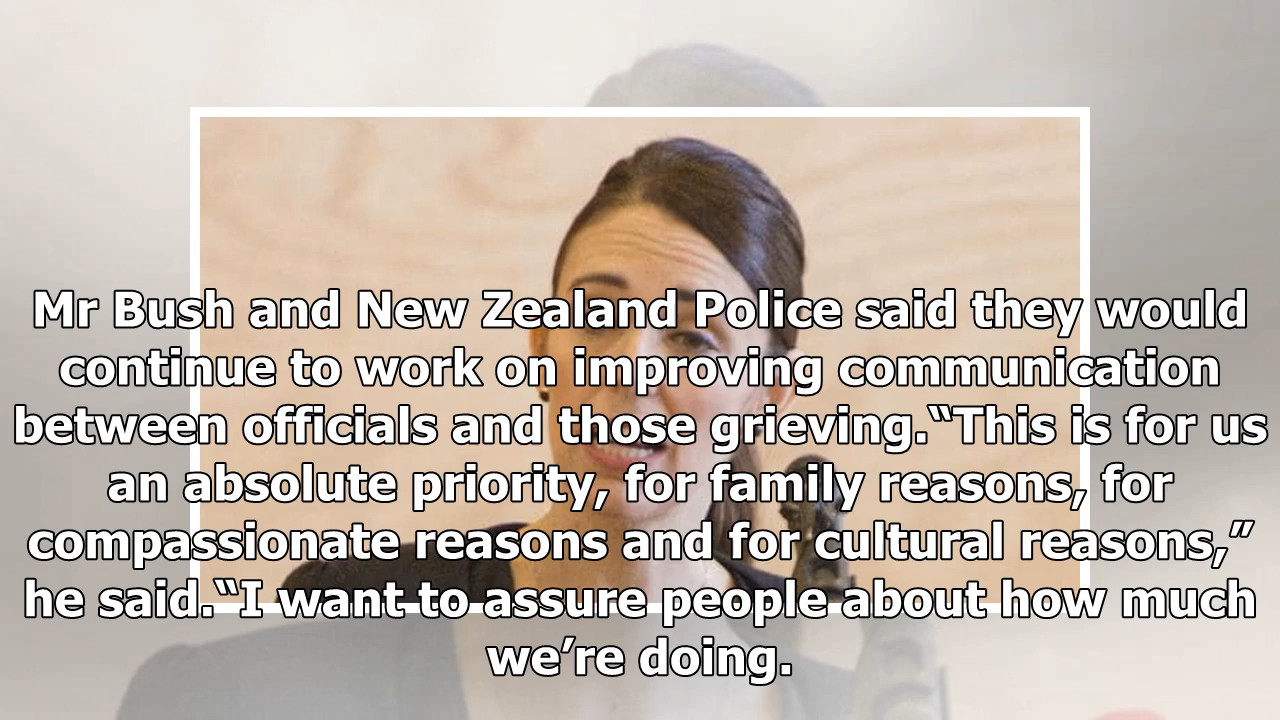 Mr Bush and New Zealand Police said they would
continue to work on improving communication
between officials and those grieving.“This is for us
an absolute priority, for family reasons, for
compassionate reasons and for cultural reasons,”
he said.“I want to assure people about how much
we’re doing.